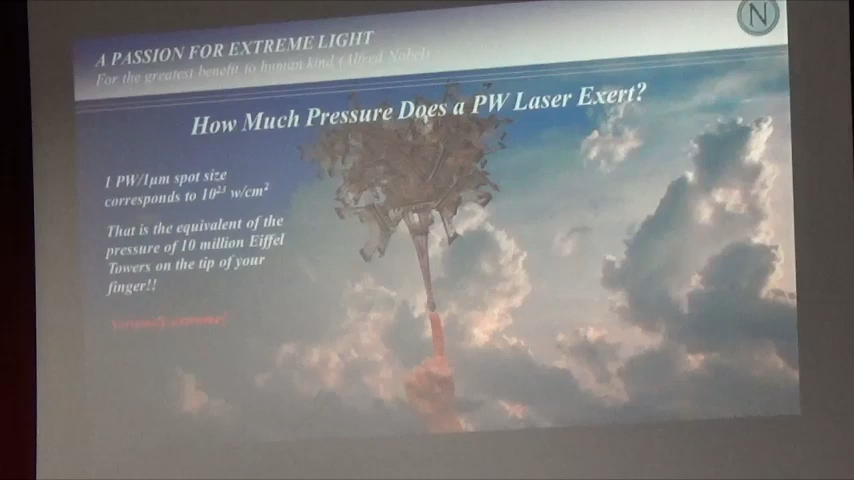 A PASSION FOR EXTREME LIGHT
For the greatest benefit to human kind (Alfred Nobel)
N
How Much Pressure Does a PW Laser Exert?
1 PW/1μm spot size
corresponds to 10²³ w/cm²
That is the equivalent of the
pressure of 10 million Eiffel
Towers on the tip of your
finger!!